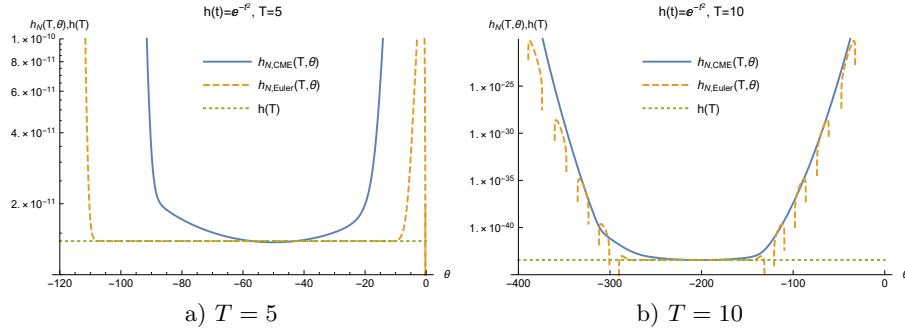 h(t)=e^{-t^2}, T=5
h_N(T,θ),h(T)
1.×10^{-10}
8.×10^{-11}
6.×10^{-11}
4.×10^{-11}
2.×10^{-11}
h_{N,CME}(T,θ)
h_{N,Euler}(T,θ)
h(T)
-120 -100 -80 -60 -40 -20 0 θ
a) T = 5
h(t)=e^{-t^2}, T=10
h_N(T,θ),h(T)
1.×10^{-25}
1.×10^{-30}
1.×10^{-35}
1.×10^{-40}
h_{N,CME}(T,θ)
h_{N,Euler}(T,θ)
h(T)
-400 -300 -200 -100 0 θ
b) T = 10